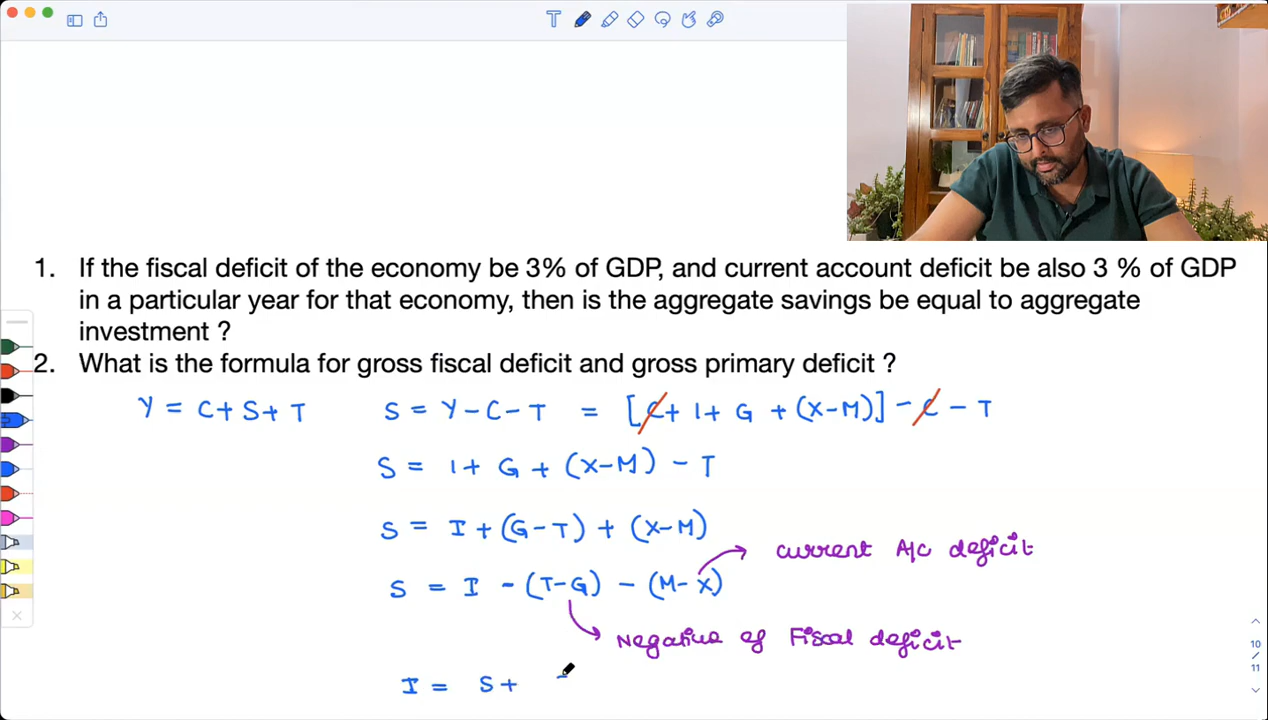 1. If the fiscal deficit of the economy be 3% of GDP, and current account deficit be also 3 % of GDP
in a particular year for that economy, then is the aggregate savings be equal to aggregate
investment ?
2. What is the formula for gross fiscal deficit and gross primary deficit ?
Y = C + S + T S = Y - C - T = [C + I + G + (X-M)] - C - T
S = I + G + (X-M) - T
S = I + (G-T) + (X-M)
current A/c deficit
S = I - (T-G) - (M-X)
Negative of Fiscal deficit
I = S +
10
11